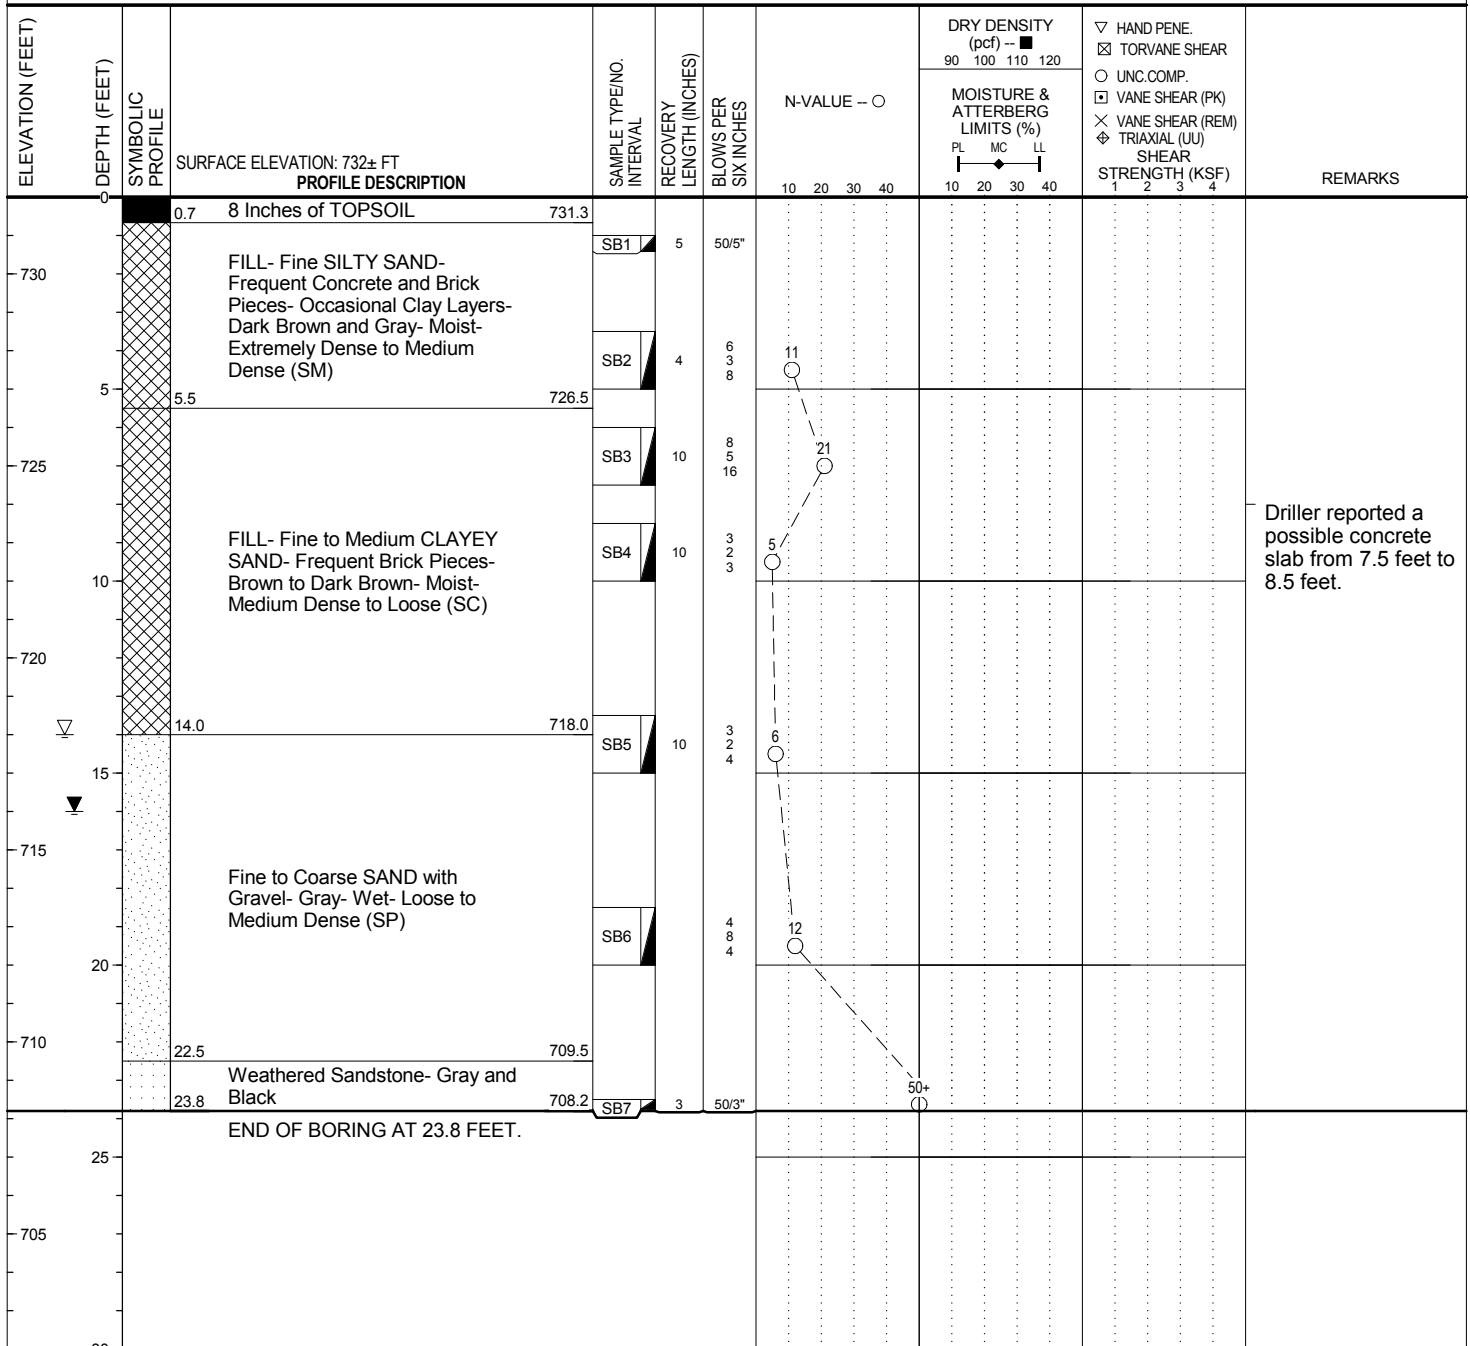 ELEVATION (FEET)
DEPTH (FEET)
SYMBOLIC
PROFILE
SURFACE ELEVATION: 732± FT
PROFILE DESCRIPTION
SAMPLE TYPE/NO.
INTERVAL
RECOVERY
LENGTH (INCHES)
BLOWS PER
SIX INCHES
N-VALUE -- O
10 20 30 40
DRY DENSITY
(pcf) -- ■
90 100 110 120
MOISTURE &
ATTERBERG
LIMITS (%)
PL MC LL
10 20 30 40
▽ HAND PENE.
⊠ TORVANE SHEAR
○ UNC.COMP.
⊡ VANE SHEAR (PK)
× VANE SHEAR (REM)
TRIAXIAL (UU)
SHEAR
STRENGTH (KSF)
1 2 3 4
REMARKS
0
0.7 8 Inches of TOPSOIL 731.3
SB1 5 50/5"
730
FILL- Fine SILTY SAND-
Frequent Concrete and Brick
Pieces- Occasional Clay Layers-
Dark Brown and Gray- Moist-
Extremely Dense to Medium
Dense (SM)
SB2 4
6
3
8
11
5
5.5 726.5
725
SB3 10
8
5
16
21
Driller reported a
possible concrete
slab from 7.5 feet to
8.5 feet.
FILL- Fine to Medium CLAYEY
SAND- Frequent Brick Pieces-
Brown to Dark Brown- Moist-
Medium Dense to Loose (SC)
SB4 10
3
2
3
5
10
720
14.0 718.0
SB5 10
3
2
4
6
15
715
Fine to Coarse SAND with
Gravel- Gray- Wet- Loose to
Medium Dense (SP)
SB6
4
8
4
12
20
710
22.5 709.5
Weathered Sandstone- Gray and
Black
23.8 708.2
SB7 3 50/3"
50+
END OF BORING AT 23.8 FEET.
25
705